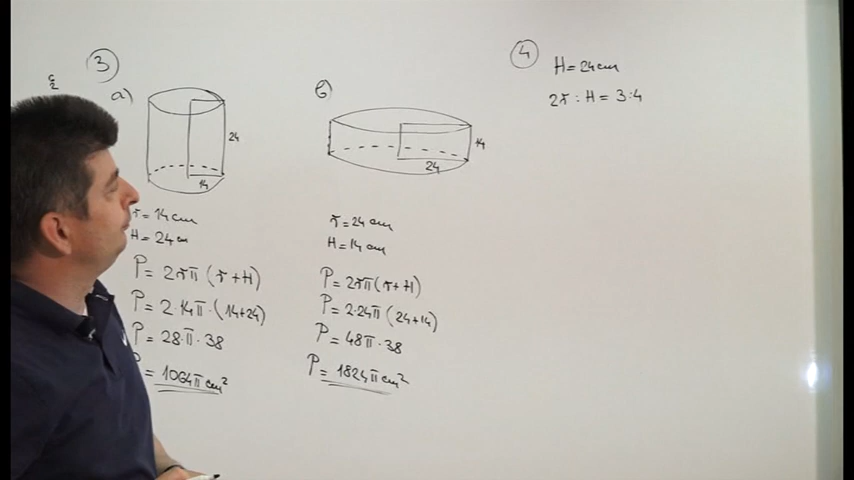 3
a)
24
14
r = 14 cm
H = 24 cm
P = 2rπ (r + H)
P = 2·14π·(14+24)
P = 28·π·38
= 1064π cm²
б)
14
24
r = 24 cm
H = 14 cm
P = 2rπ (r + H)
P = 2·24π (24+14)
P = 48π·38
P = 1824π cm²
4
H = 24 cm
2r : H = 3:4